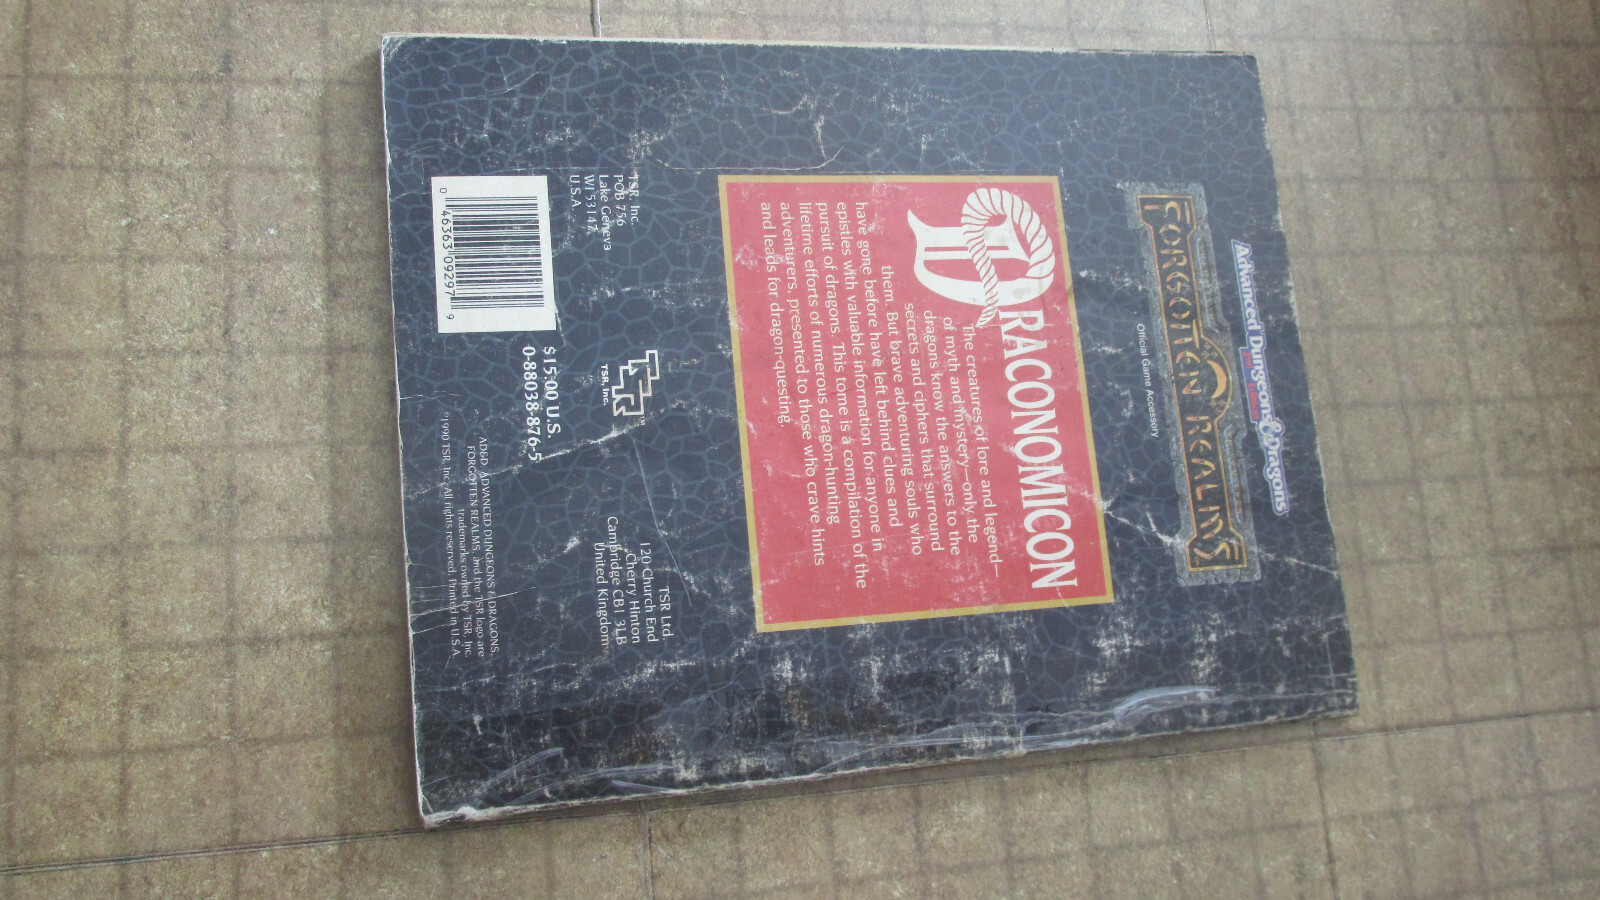 Advanced Dungeons & Dragons
FORGOTTEN REALMS
Official Game Accessory
DRACONOMICON
The creatures of lore and legend—
of myth and mystery—only the
dragons know the answers to the
secrets and ciphers that surround
them. But brave adventuring souls who
have gone before have left behind clues and
epistles with valuable information for anyone in
pursuit of dragons. This tome is a compilation of the
lifetime efforts of numerous dragon-hunting
adventurers, presented to those who crave hints
and leads for dragon-questing.
TSR, Inc.
POB 756
Lake Geneva
WI 53147
U.S.A.
TSR
TSR, Inc.
TSR Ltd.
120 Church End
Cherry Hinton
Cambridge CB1 3LB
United Kingdom
0 46363 09297 9
$15.00 U.S.
0-88038-876-5
AD&D, ADVANCED DUNGEONS & DRAGONS,
FORGOTTEN REALMS, and the TSR logo are
trademarks owned by TSR, Inc.
©1990 TSR, Inc. All rights reserved. Printed in U.S.A.